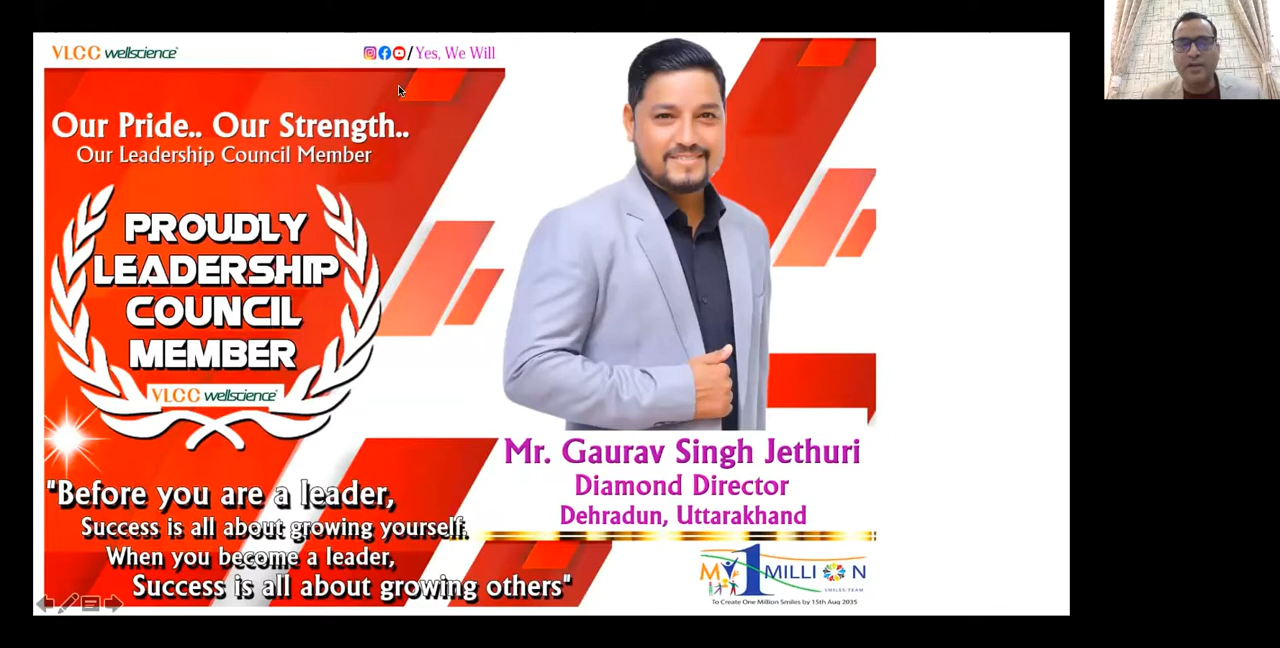 VLCC wellscience
/Yes, We Will
Our Pride.. Our Strength..
Our Leadership Council Member
PROUDLY
LEADERSHIP
COUNCIL
MEMBER
VLCC wellscience
"Before you are a leader,
Success is all about growing yourself.
When you become a leader,
Success is all about growing others"
Mr. Gaurav Singh Jethuri
Diamond Director
Dehradun, Uttarakhand
MY 1 MILLION
SMILES TEAM
To Create One Million Smiles by 15th Aug 2035